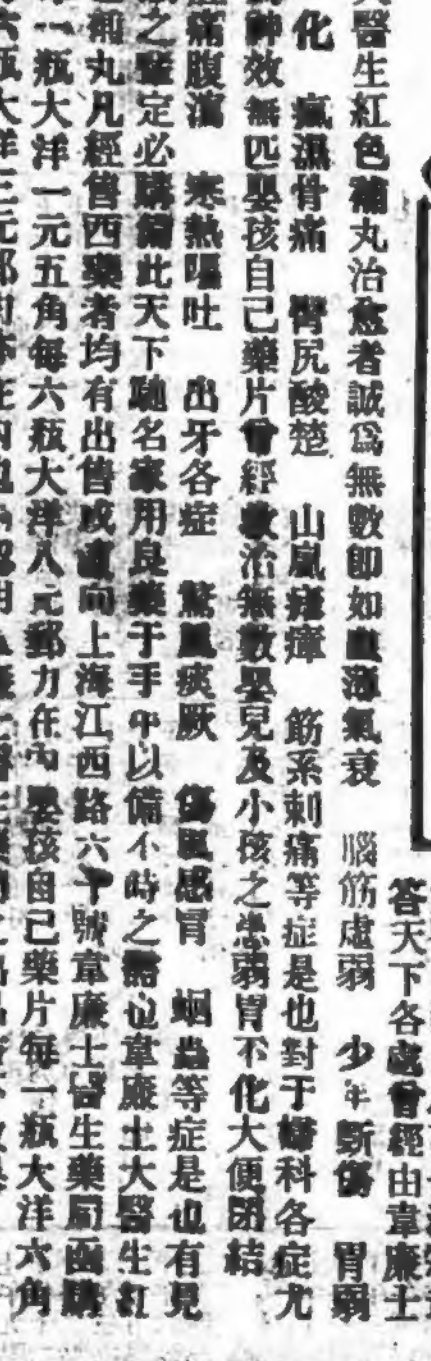 答天下各處曾經由韋廉士
醫生紅色補丸治愈者誠爲無數卽如血薄氣衰 腦筋虛弱 少年斲傷 胃弱
化 瘋濕骨痛 臀尻酸楚 山嵐瘴 筋系刺痛等症是也對于婦科各症尤
神效無匹嬰孩自己藥片曾經救治無數嬰兒及小孩之患弱胃不化大便閉結
痛腹瀉 寒熱嘔吐 出牙各症 驚風痰厥 傷風感冒 蛔蟲等症是也有見
之鑒定必購備此天下馳名家用良藥于手中以備不時之需也韋廉士大醫生紅
補丸凡經售西藥者均有出售或直向上海江西路六十號韋廉士醫生藥局函購
一瓶大洋一元五角每六瓶大洋八元郵力在內嬰孩自己藥片每一瓶大洋六角
六瓶大洋三元郵